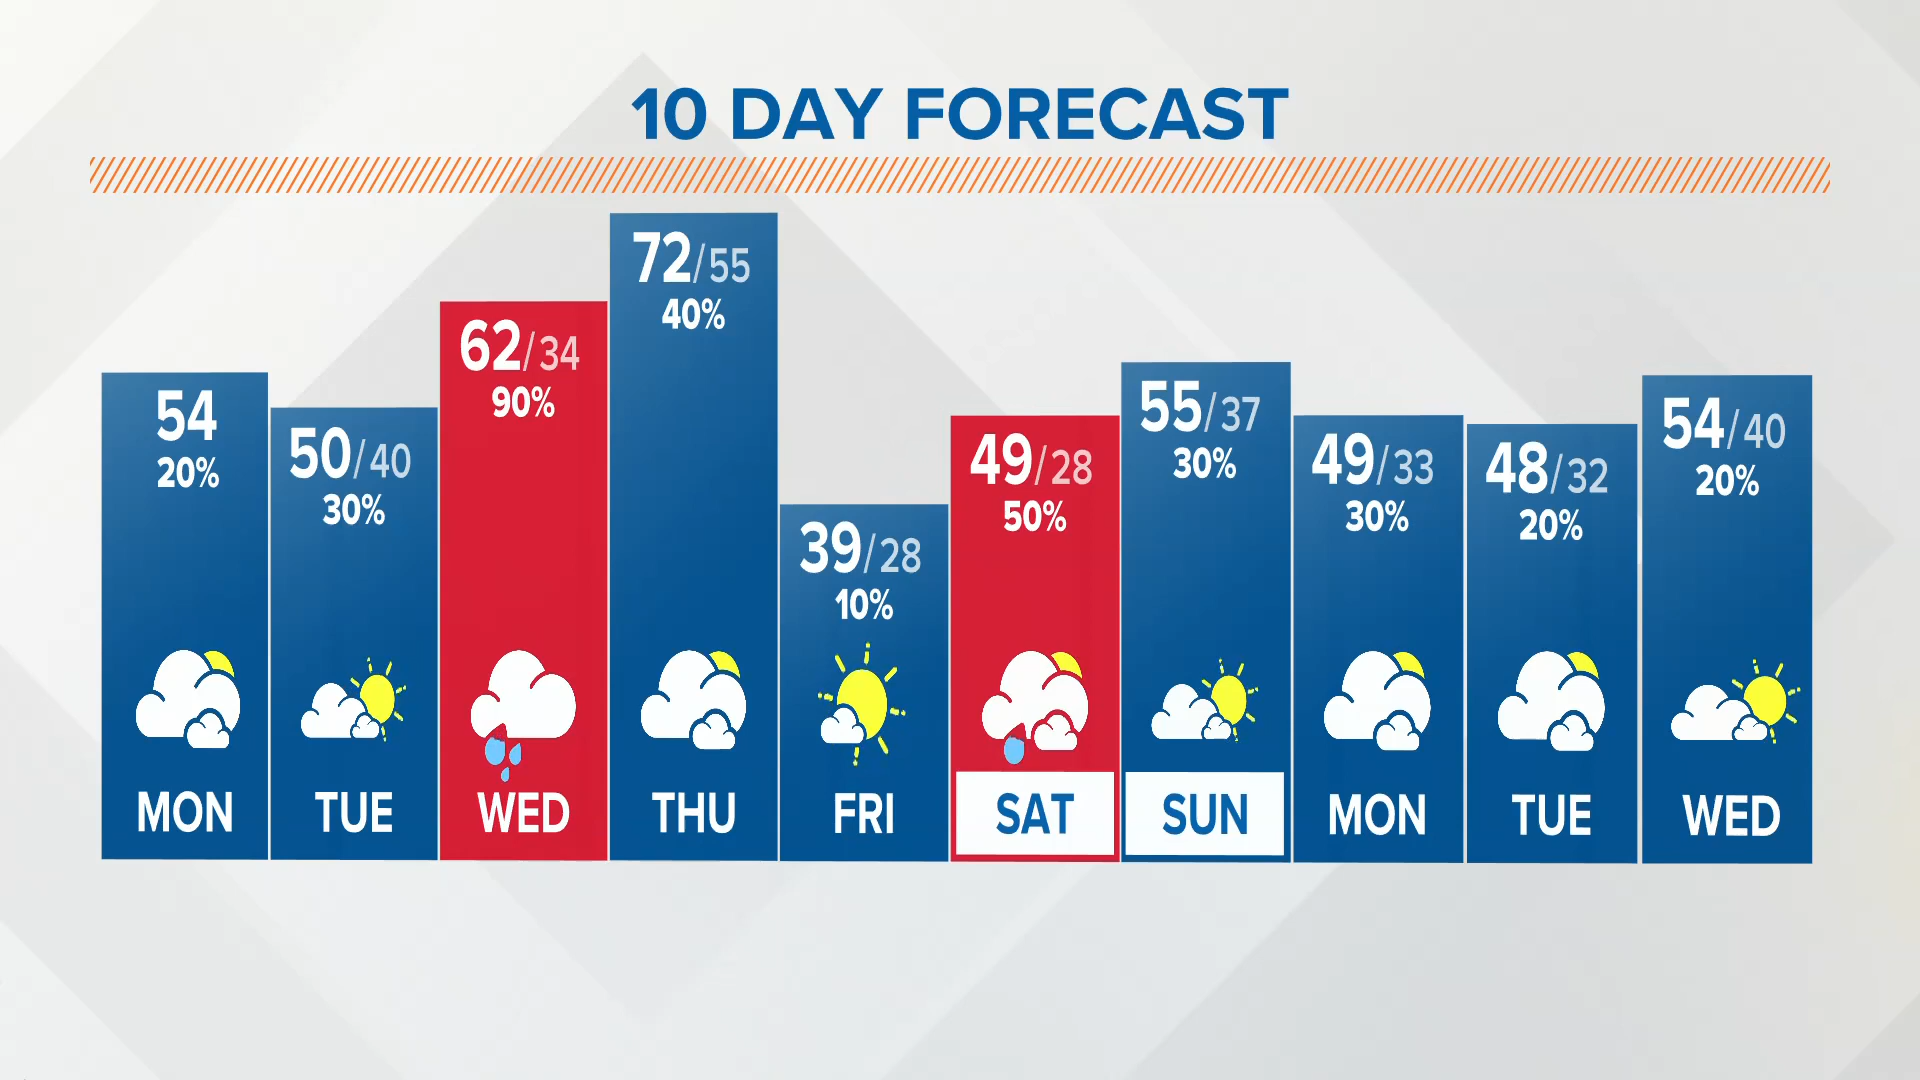 10 DAY FORECAST
54
20%
MON
50/40
30%
TUE
62/34
90%
WED
72/55
40%
THU
39/28
10%
FRI
49/28
50%
SAT
55/37
30%
SUN
49/33
30%
MON
48/32
20%
TUE
54/40
20%
WED